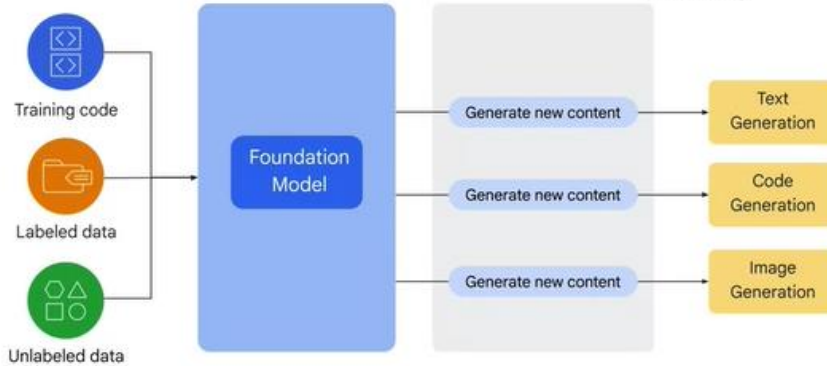 Training code
Labeled data
Unlabeled data
Foundation
Model
Generate new content
Generate new content
Generate new content
Text
Generation
Code
Generation
Image
Generation